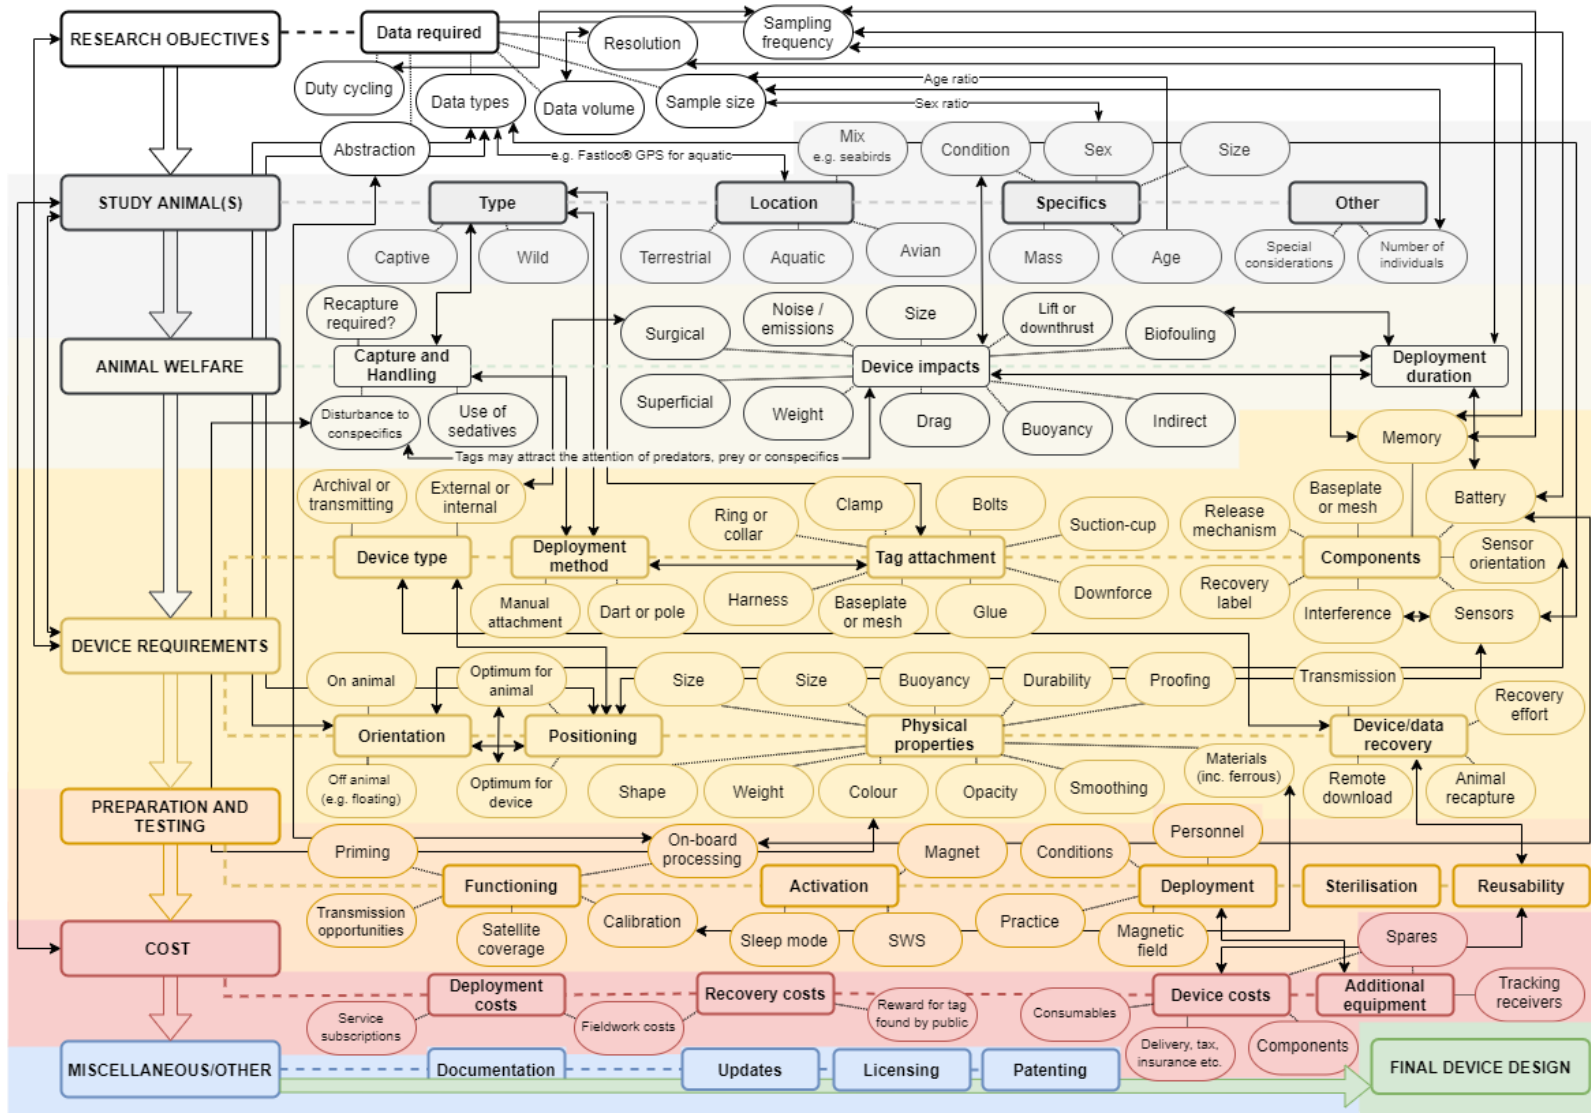 RESEARCH OBJECTIVES
Data required
Duty cycling
Data types
Resolution
Data volume
Sampling
frequency
Sample size
Age ratio
Sex ratio
Abstraction
e.g. Fastloc® GPS for aquatic
Mix
e.g. seabirds
Condition
Sex
Size
STUDY ANIMAL(S)
Type
Location
Specifics
Other
Captive
Wild
Terrestrial
Aquatic
Avian
Mass
Age
Special
considerations
Number of
individuals
Recapture
required?
Surgical
Noise /
emissions
Size
Lift or
downthrust
Biofouling
ANIMAL WELFARE
Capture and
Handling
Device impacts
Deployment
duration
Disturbance to
conspecifics
Use of
sedatives
Superficial
Weight
Drag
Buoyancy
Indirect
Memory
Tags may attract the attention of predators, prey or conspecifics
Archival or
transmitting
External or
internal
Ring or
collar
Clamp
Bolts
Suction-cup
Release
mechanism
Baseplate
or mesh
Battery
Device type
Deployment
method
Tag attachment
Components
Sensor
orientation
Manual
attachment
Dart or pole
Harness
Baseplate
or mesh
Glue
Downforce
Recovery
label
Interference
Sensors
DEVICE REQUIREMENTS
On animal
Optimum for
animal
Size
Size
Buoyancy
Durability
Proofing
Transmission
Recovery
effort
Orientation
Positioning
Physical
properties
Device/data
recovery
Off animal
(e.g. floating)
Optimum for
device
Shape
Weight
Colour
Opacity
Smoothing
Materials
(inc. ferrous)
Remote
download
Animal
recapture
PREPARATION AND
TESTING
Priming
On-board
processing
Magnet
Conditions
Personnel
Functioning
Activation
Deployment
Sterilisation
Reusability
Transmission
opportunities
Satellite
coverage
Calibration
Sleep mode
SWS
Practice
Magnetic
field
Spares
COST
Deployment
costs
Recovery costs
Device costs
Additional
equipment
Tracking
receivers
Service
subscriptions
Fieldwork costs
Reward for tag
found by public
Consumables
Delivery, tax,
insurance etc.
Components
MISCELLANEOUS/OTHER
Documentation
Updates
Licensing
Patenting
FINAL DEVICE DESIGN